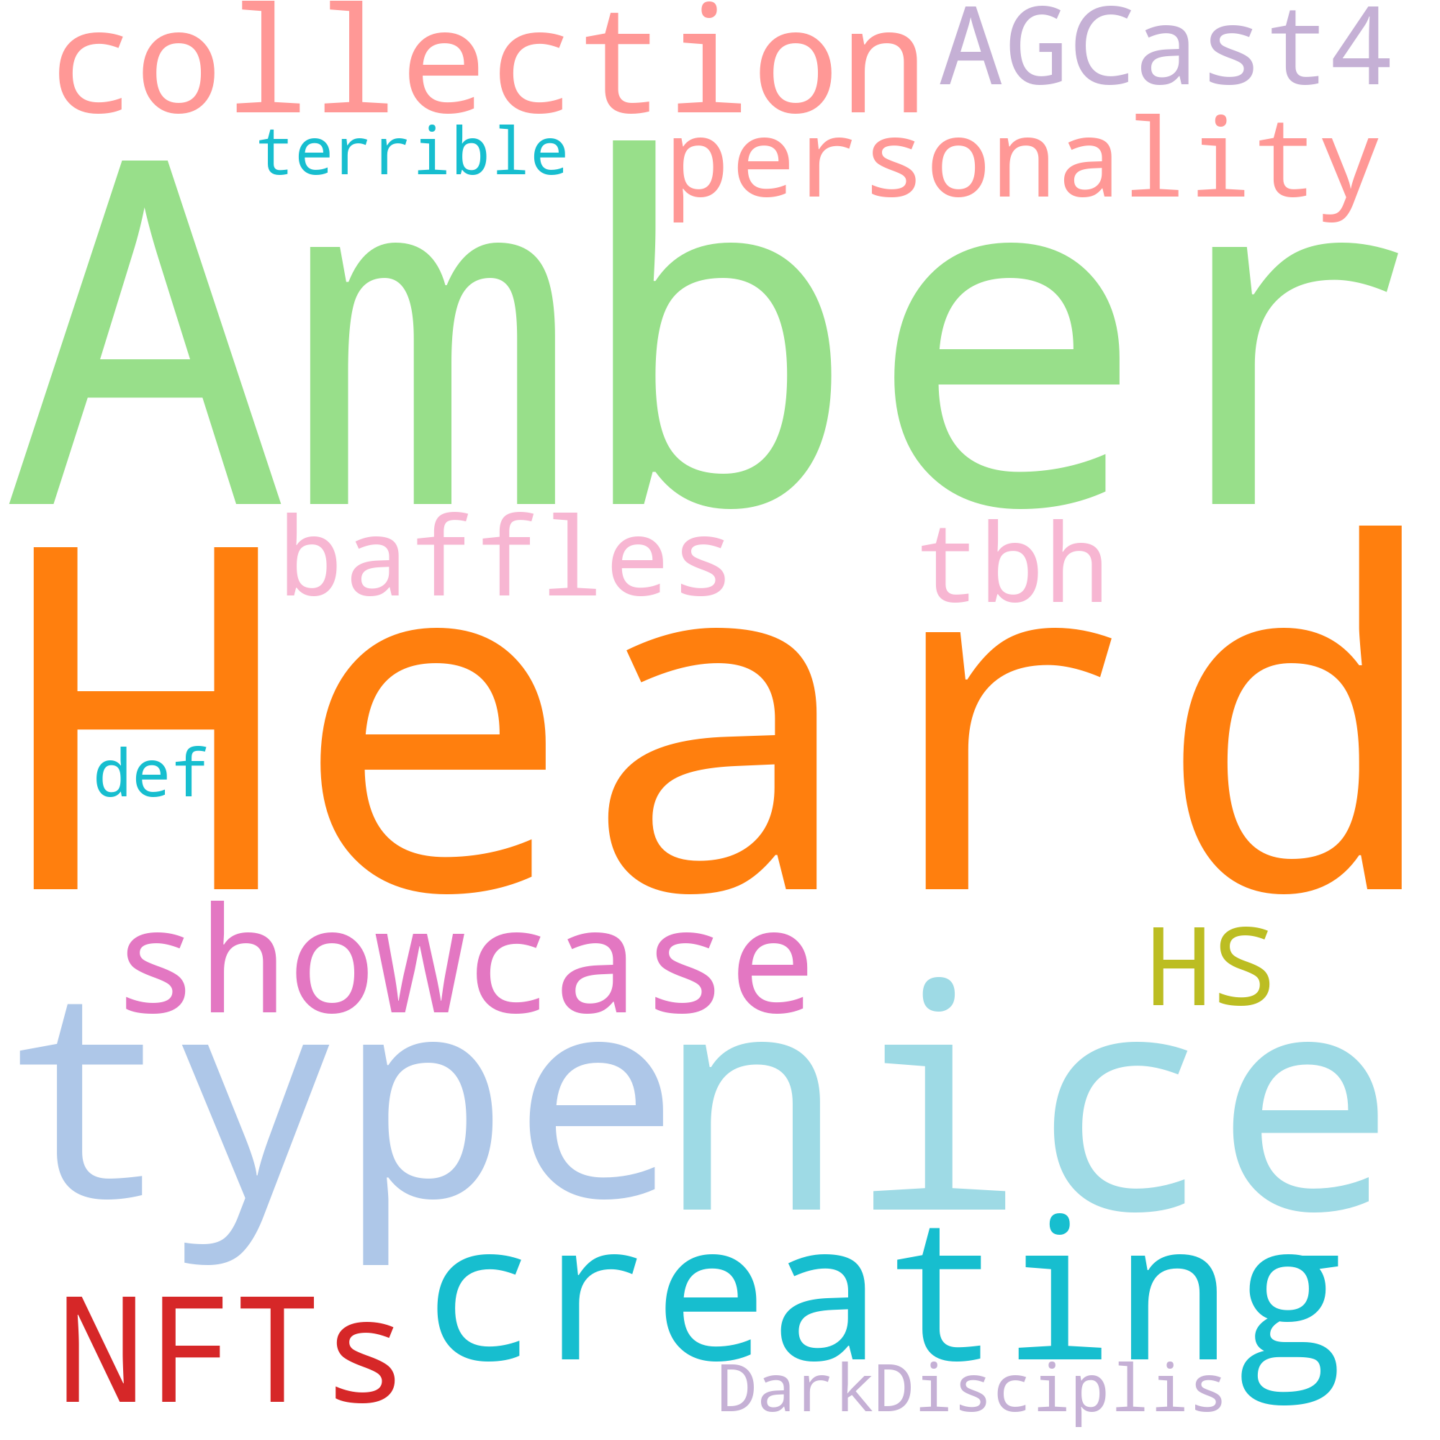 collection AGCast4
terrible personality
Amber
baffles tbh
Heard
def
showcase HS
type nice
creating
NFTs
DarkDisciplis